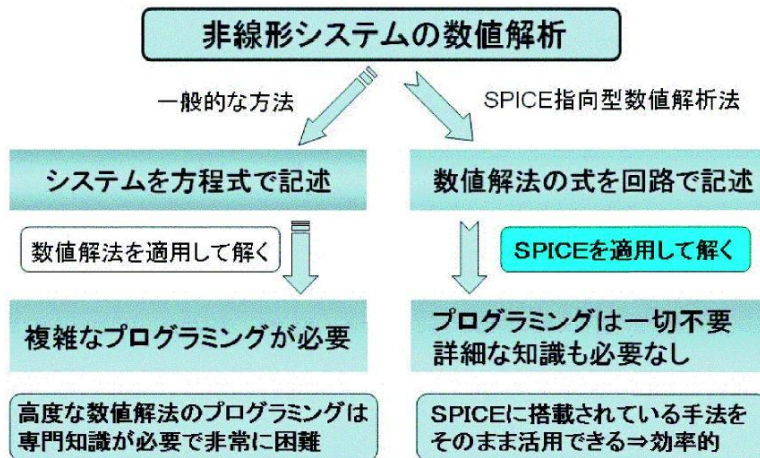 非線形システムの数値解析
一般的な方法
SPICE指向型数値解析法
システムを方程式で記述
数値解法の式を回路で記述
数値解法を適用して解く
SPICEを適用して解く
複雑なプログラミングが必要
プログラミングは一切不要
詳細な知識も必要なし
高度な数値解法のプログラミングは
専門知識が必要で非常に困難
SPICEに搭載されている手法を
そのまま活用できる⇒効率的